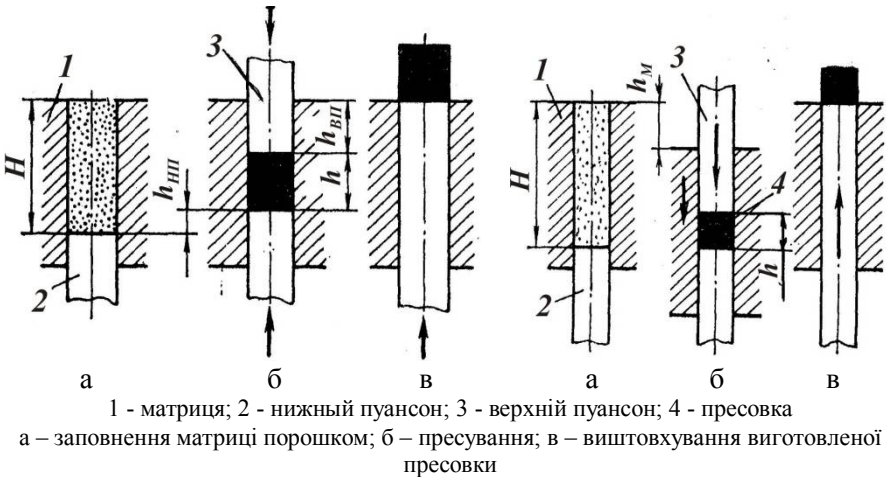 1 3 1 3
H h_НП h_ВП h H h_М 4 h
2 2
а б в а б в
1 - матриця; 2 - нижный пуансон; 3 - верхній пуансон; 4 - пресовка
а – заповнення матриці порошком; б – пресування; в – виштовхування виготовленої
пресовки